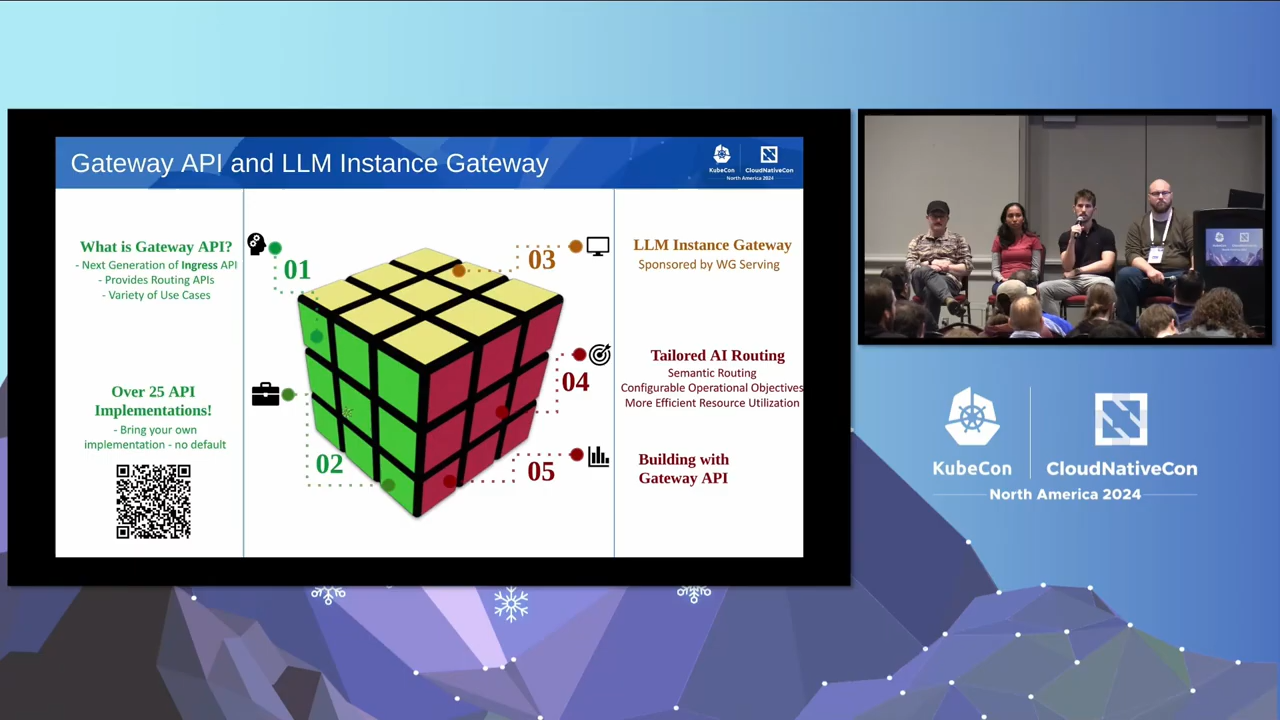 Gateway API and LLM Instance Gateway
KubeCon
CloudNativeCon
North America 2024
What is Gateway API?
- Next Generation of Ingress API
- Provides Routing APIs
- Variety of Use Cases
01
Over 25 API
Implementations!
- Bring your own
implementation - no default
02
03
LLM Instance Gateway
Sponsored by WG Serving
04
Tailored AI Routing
Semantic Routing
Configurable Operational Objectives
More Efficient Resource Utilization
05
Building with
Gateway API
KubeCon
CloudNativeCon
North America 2024